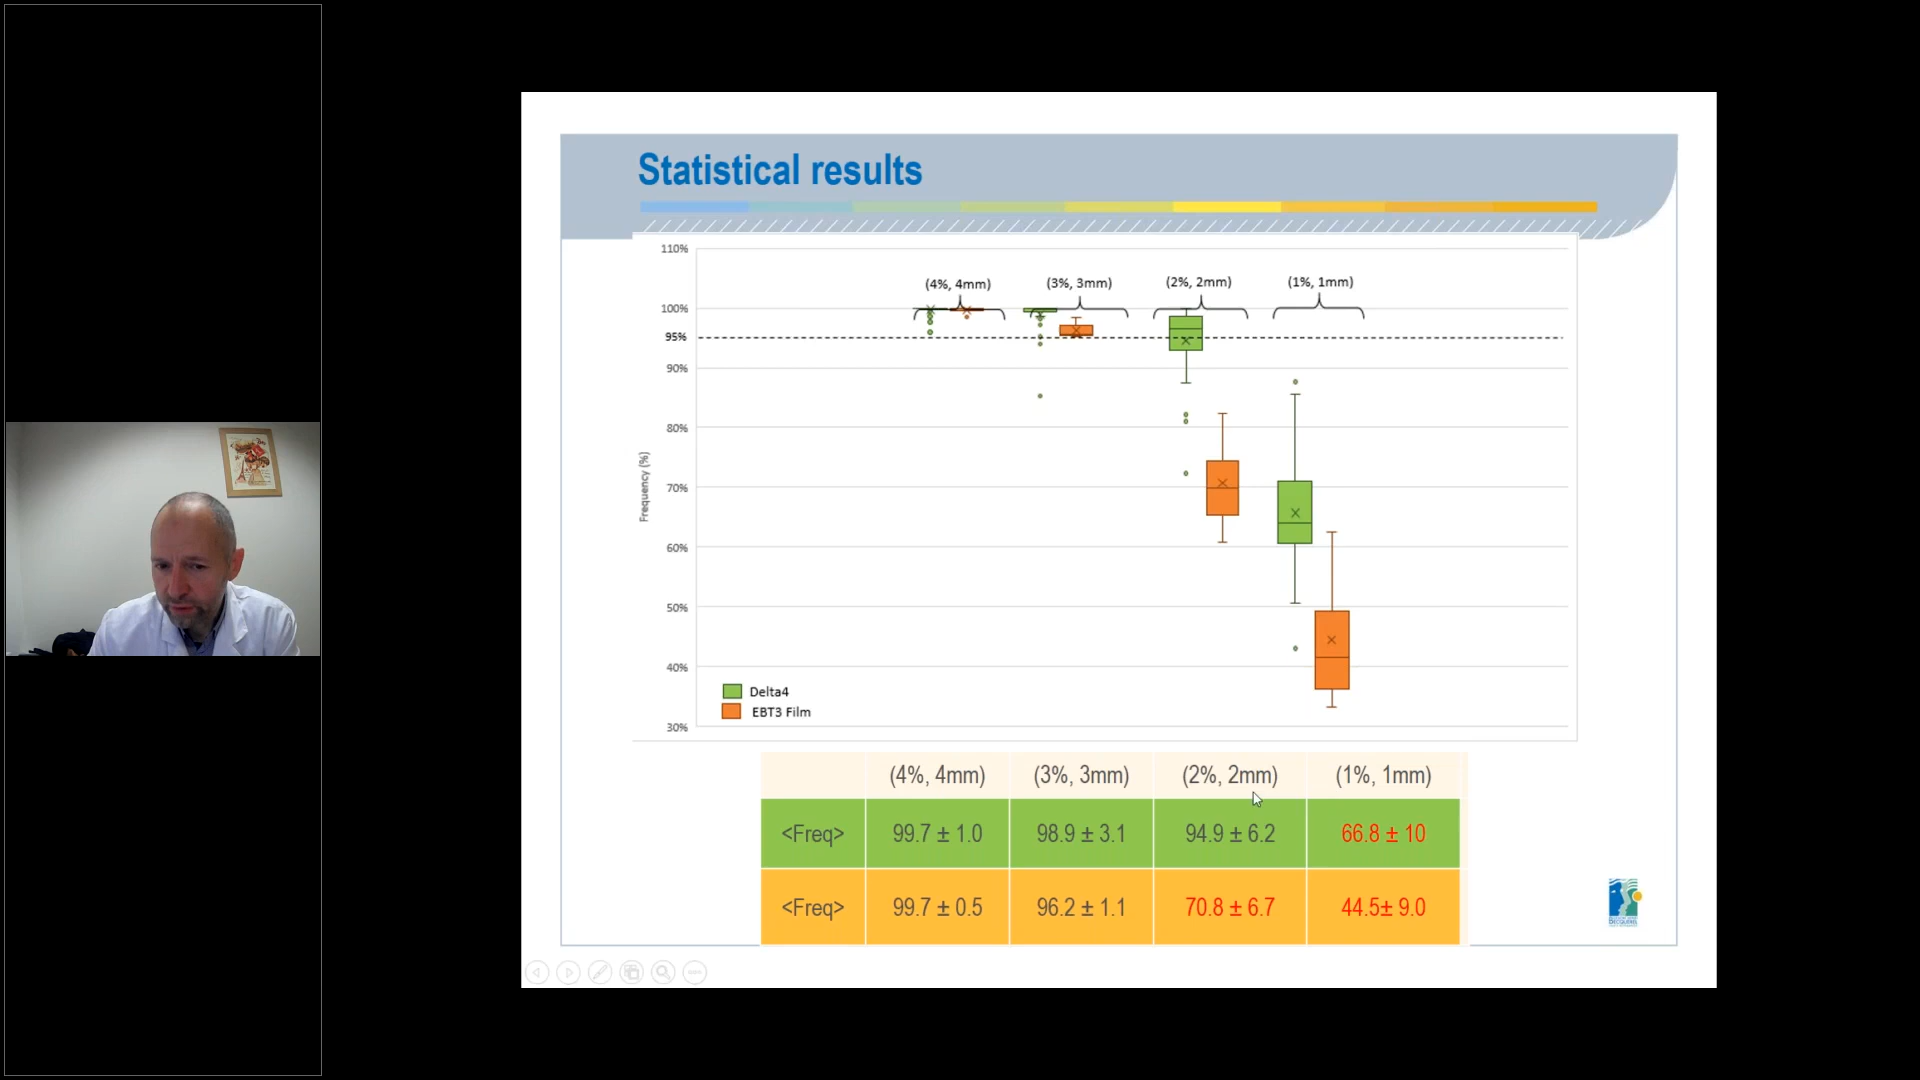 Statistical results
110%
(4%, 4mm) (3%, 3mm) (2%, 2mm) (1%, 1mm)
100%
95%
90%
80%
70%
60%
50%
40%
30%
Frequency (%)
Delta4
EBT3 Film
(4%, 4mm) (3%, 3mm) (2%, 2mm) (1%, 1mm)
<Freq> 99.7 ± 1.0 98.9 ± 3.1 94.9 ± 6.2 66.8 ± 10
<Freq> 99.7 ± 0.5 96.2 ± 1.1 70.8 ± 6.7 44.5± 9.0